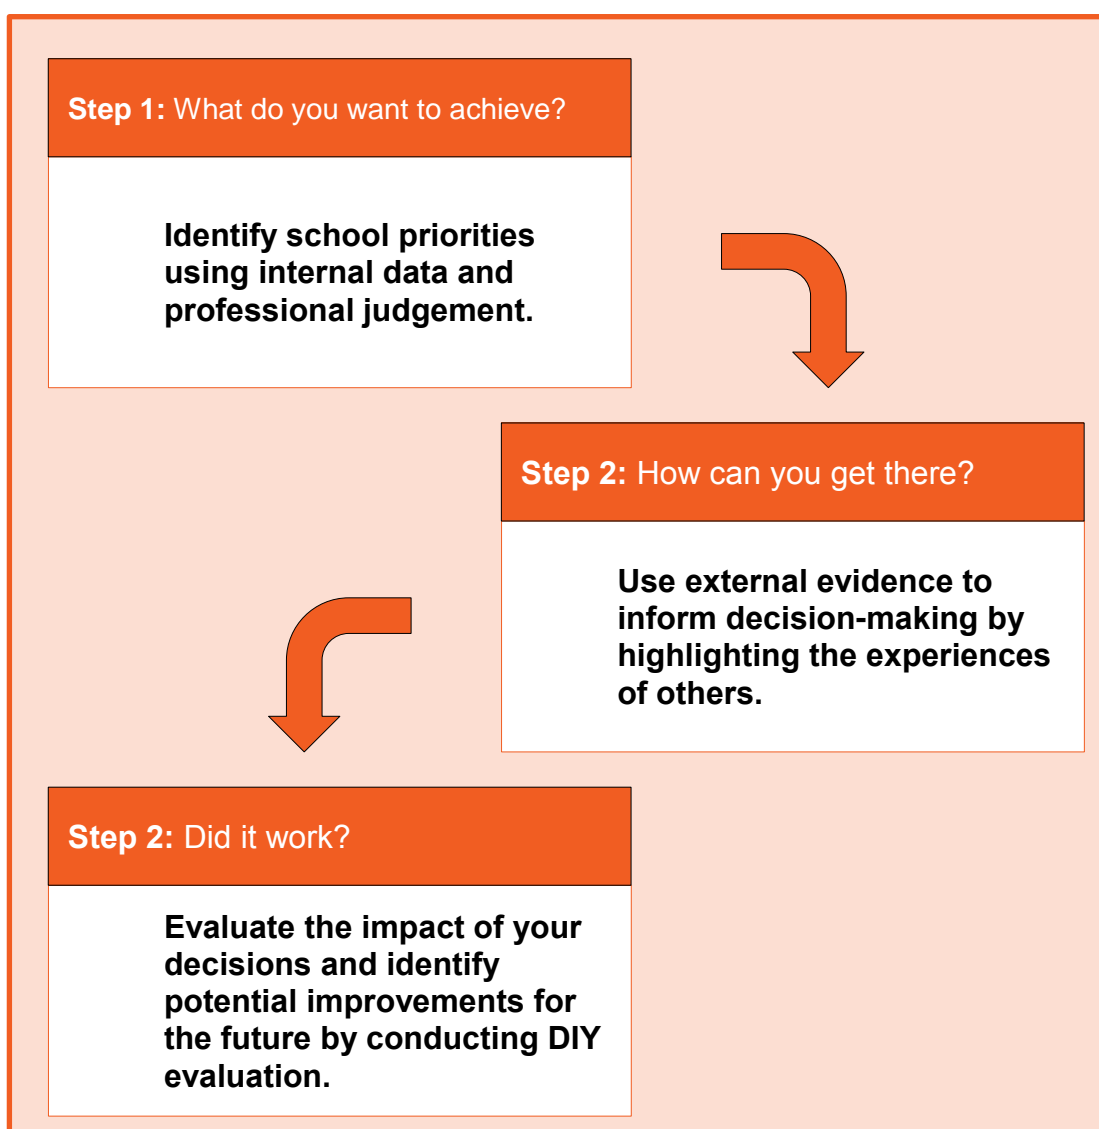 Step 1: What do you want to achieve?
Identify school priorities
using internal data and
professional judgement.
Step 2: How can you get there?
Use external evidence to
inform decision-making by
highlighting the experiences
of others.
Step 2: Did it work?
Evaluate the impact of your
decisions and identify
potential improvements for
the future by conducting DIY
evaluation.